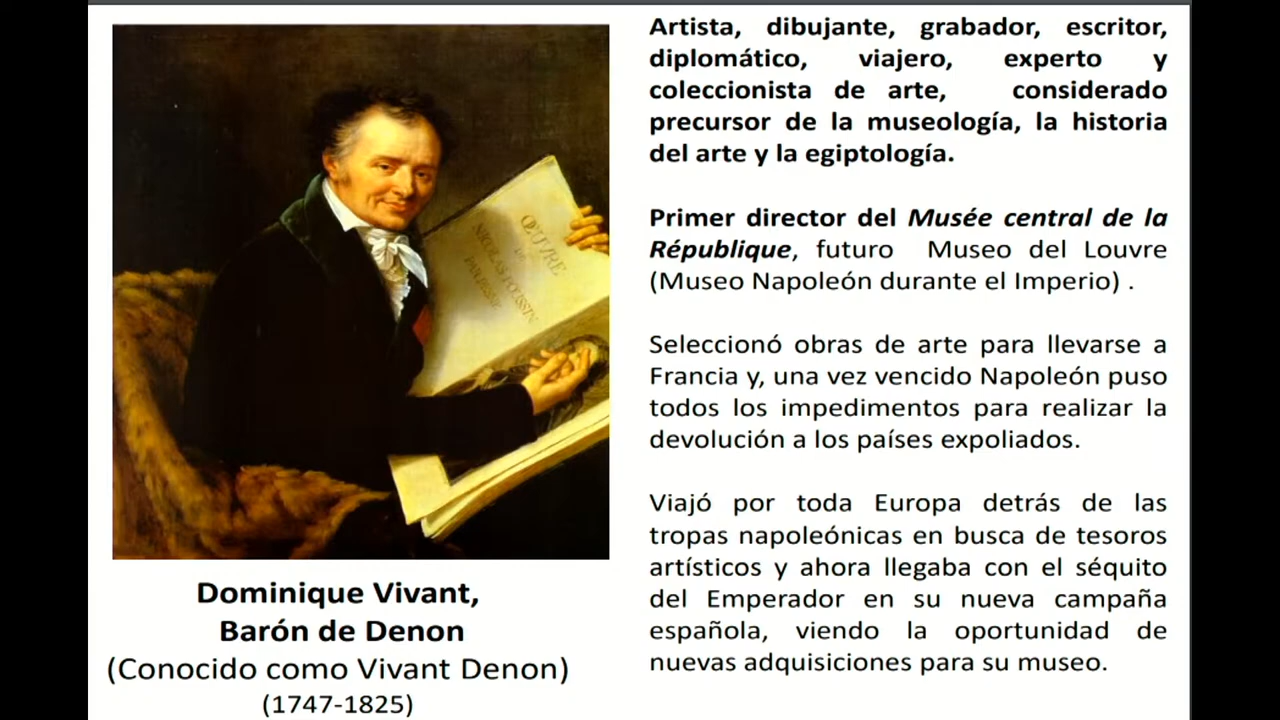 Artista, dibujante, grabador, escritor,
diplomático, viajero, experto y
coleccionista de arte, considerado
precursor de la museología, la historia
del arte y la egiptología.
Primer director del Musée central de la
République, futuro Museo del Louvre
(Museo Napoleón durante el Imperio) .
Seleccionó obras de arte para llevarse a
Francia y, una vez vencido Napoleón puso
todos los impedimentos para realizar la
devolución a los países expoliados.
Viajó por toda Europa detrás de las
tropas napoleónicas en busca de tesoros
artísticos y ahora llegaba con el séquito
del Emperador en su nueva campaña
española, viendo la oportunidad de
nuevas adquisiciones para su museo.
ŒUVRE
NICOLAS POUSSIN
Dominique Vivant,
Barón de Denon
(Conocido como Vivant Denon)
(1747-1825)